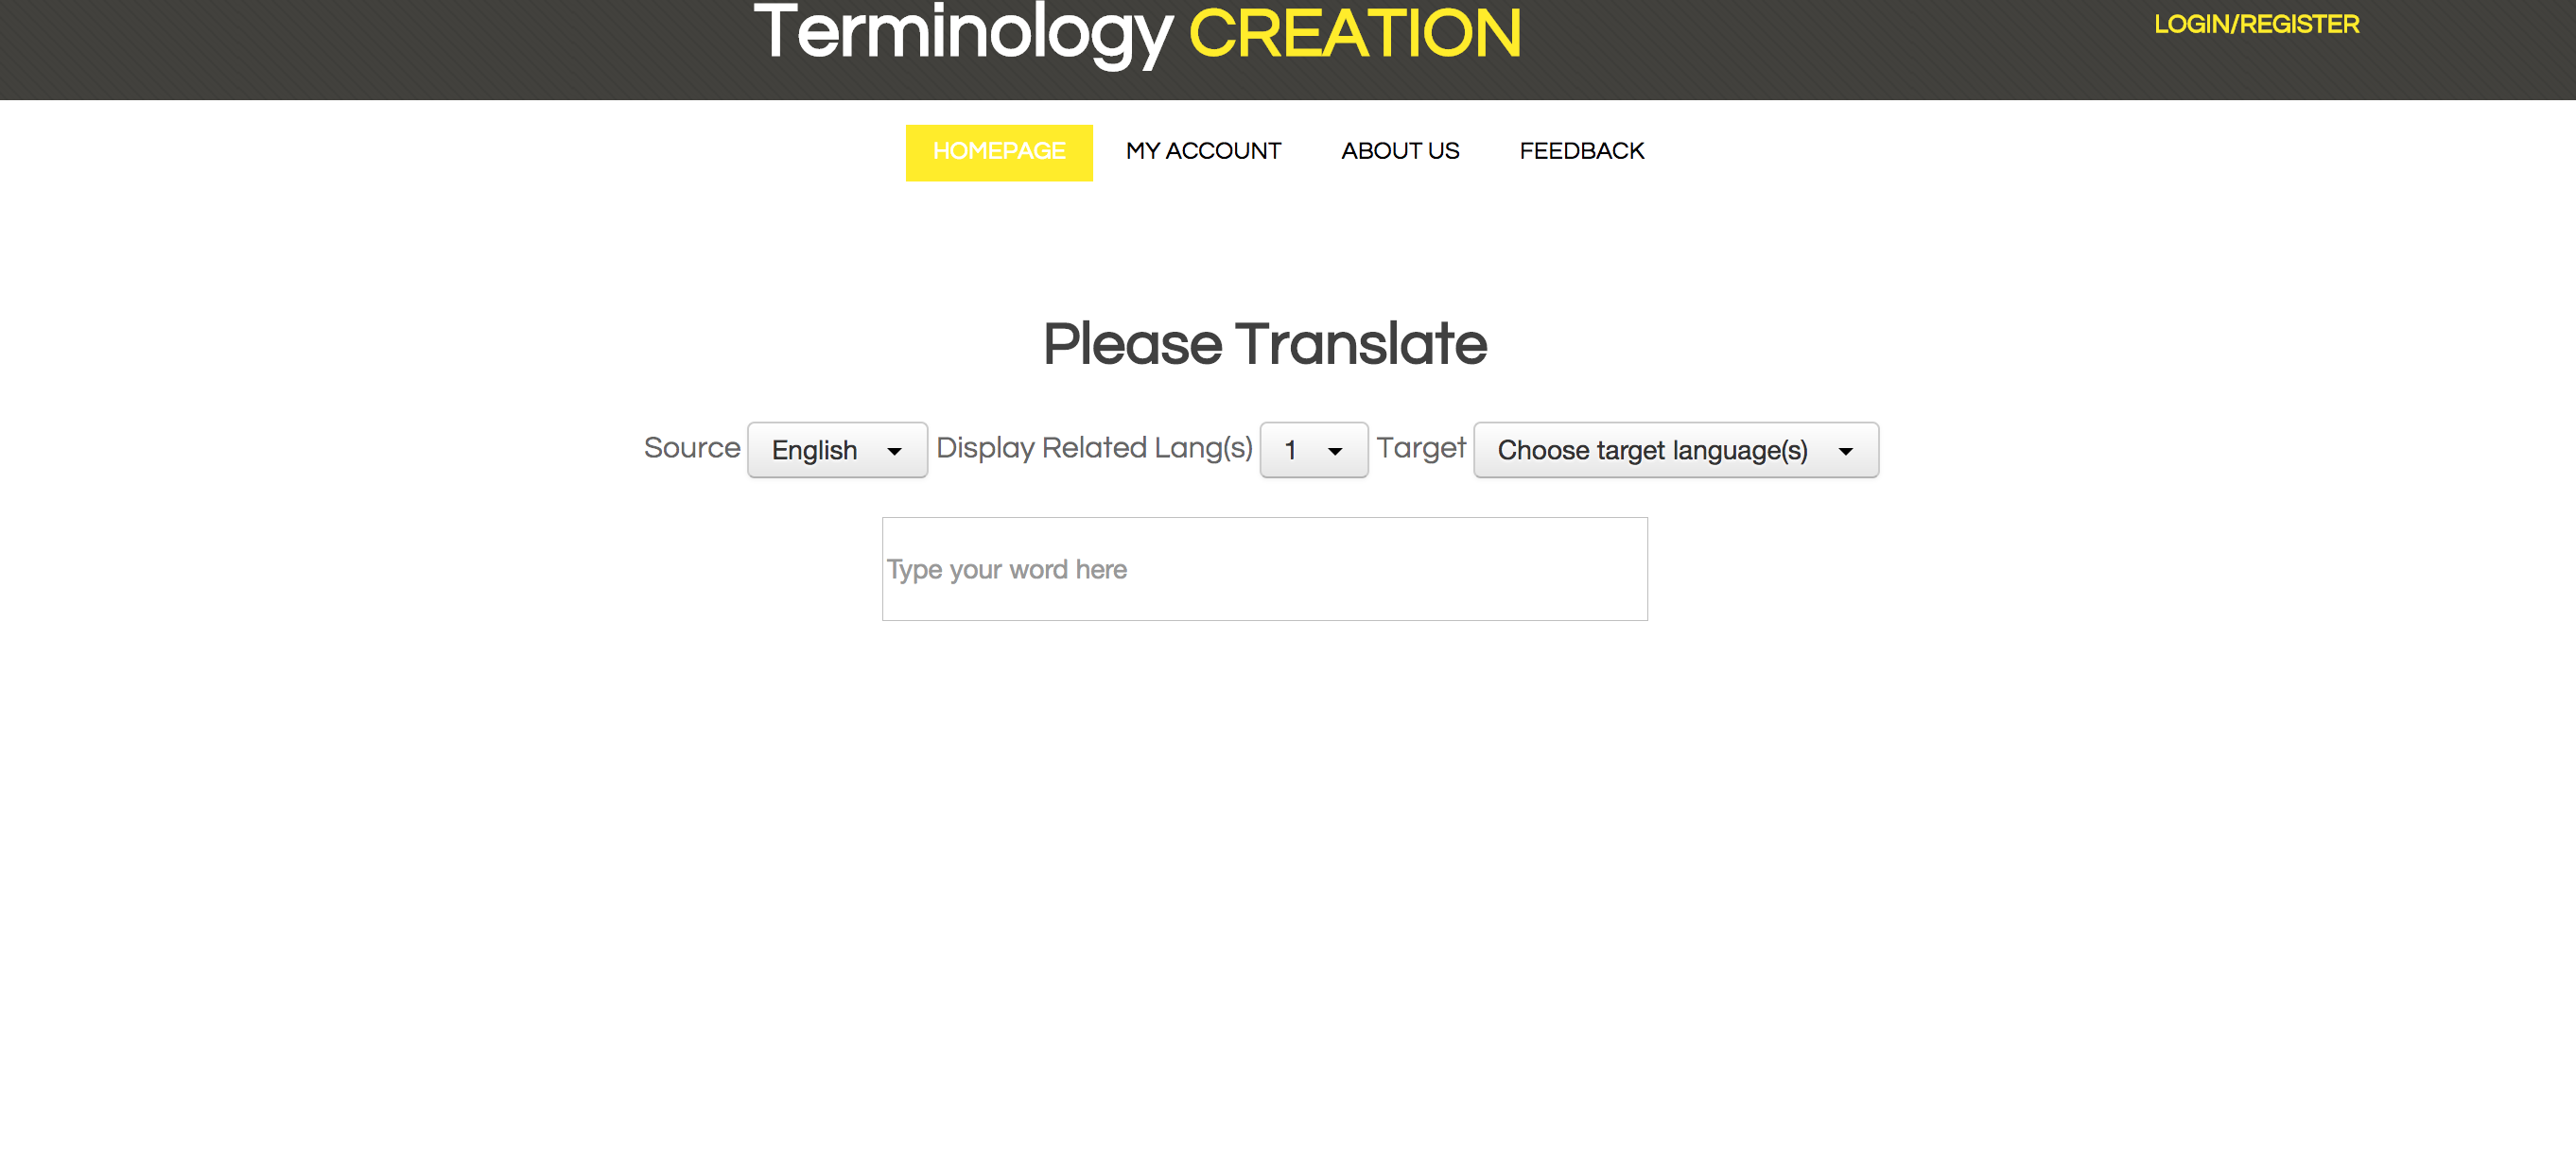 Terminology CREATION
LOGIN/REGISTER
HOMEPAGE MY ACCOUNT ABOUT US FEEDBACK
Please Translate
Source English Display Related Lang(s) 1 Target Choose target language(s)
Type your word here